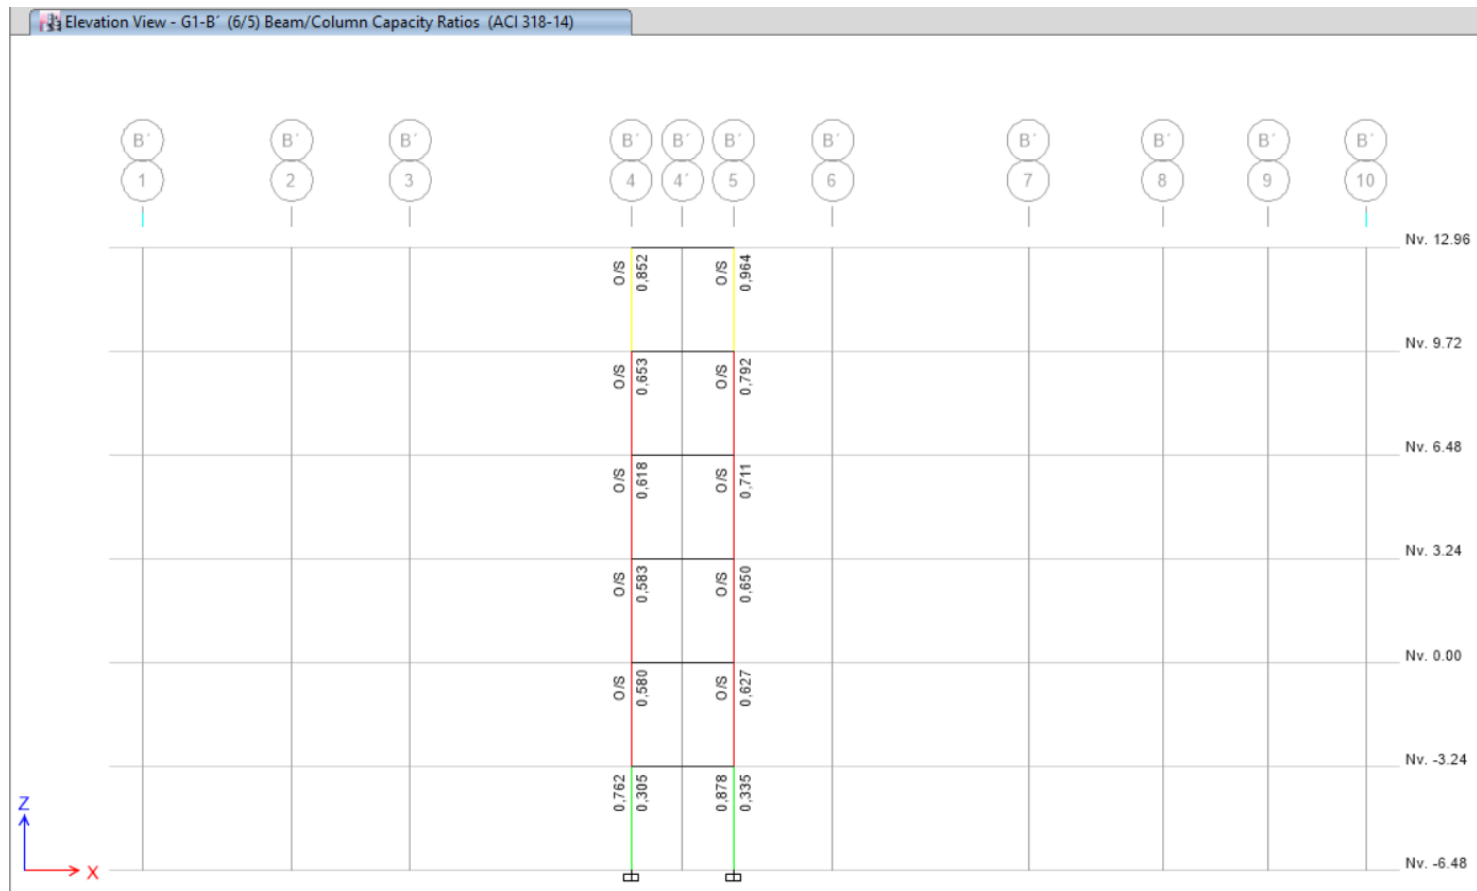 Elevation View - G1-B´ (6/5) Beam/Column Capacity Ratios (ACI 318-14)
B´ B´ B´ B´ B´ B´ B´ B´ B´ B´ B´
1 2 3 4 4´ 5 6 7 8 9 10
Nv. 12.96
O/S 0,852 O/S 0,964
Nv. 9.72
O/S 0,653 O/S 0,792
Nv. 6.48
O/S 0,618 O/S 0,711
Nv. 3.24
O/S 0,583 O/S 0,650
Nv. 0.00
O/S 0,580 O/S 0,627
Nv. -3.24
0,762 0,305 0,878 0,335
Z
X
Nv. -6.48